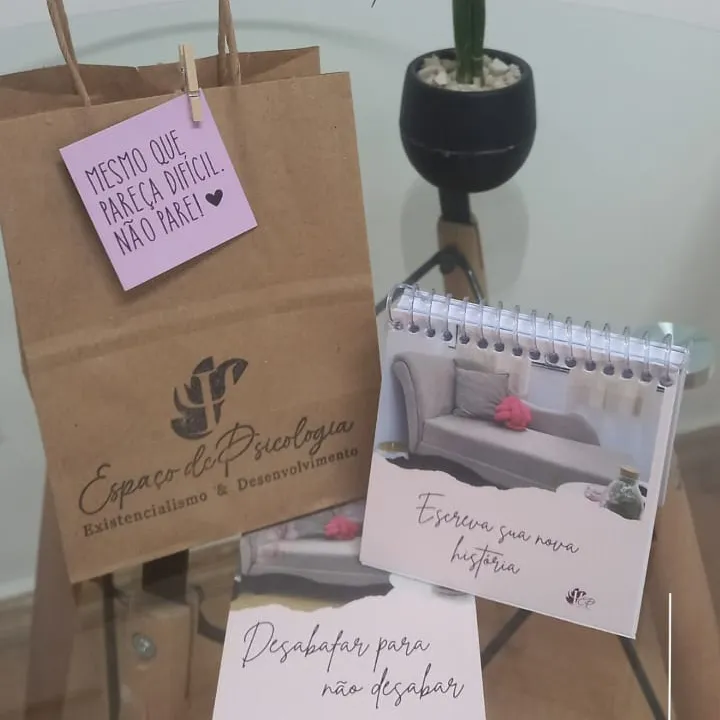 MESMO QUE
PAREÇA DIFÍCIL.
NÃO PARE!
Espaço de Psicologia
Existencialismo & Desenvolvimento
Escreva sua nova
história
Desabafar para
não desabar